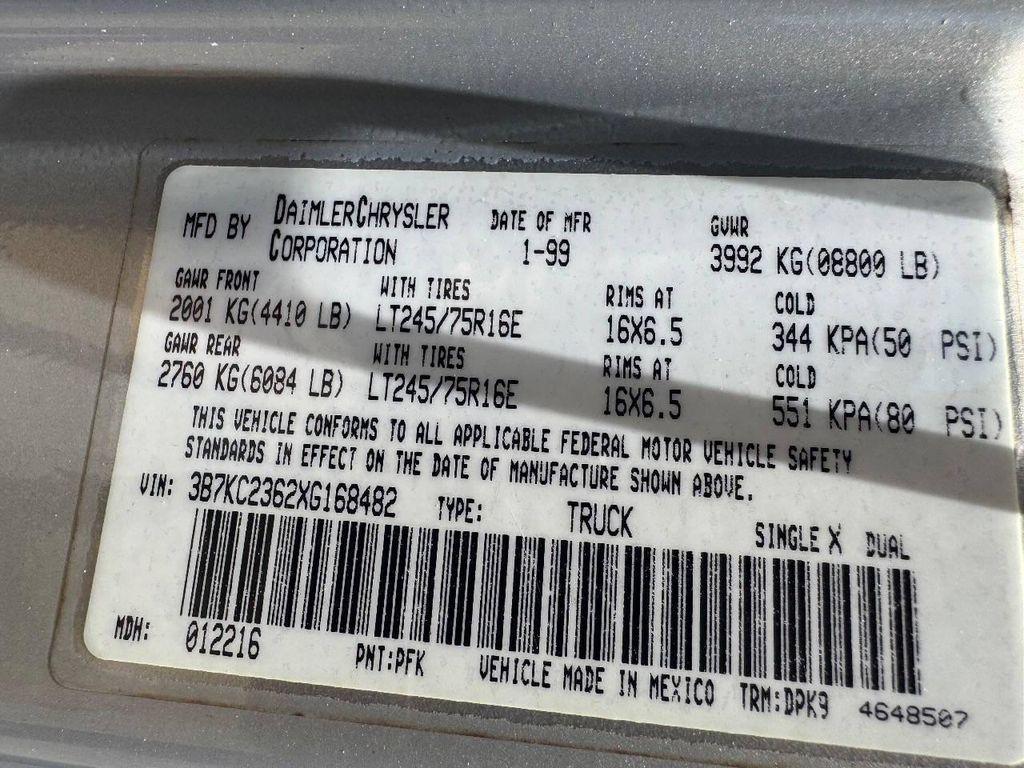 MFD BY DAIMLERCHRYSLER CORPORATION DATE OF MFR 1-99 GVWR 3992 KG(08800 LB)
GAWR FRONT WITH TIRES RIMS AT COLD
2001 KG(4410 LB) LT245/75R16E 16X6.5 344 KPA(50 PSI)
GAWR REAR WITH TIRES RIMS AT COLD
2760 KG(6084 LB) LT245/75R16E 16X6.5 551 KPA(80 PSI)
THIS VEHICLE CONFORMS TO ALL APPLICABLE FEDERAL MOTOR VEHICLE SAFETY
STANDARDS IN EFFECT ON THE DATE OF MANUFACTURE SHOWN ABOVE.
VIN: 3B7KC2362XG168482 TYPE: TRUCK SINGLE X DUAL
MDH: 012216 PNT:PFK VEHICLE MADE IN MEXICO TRM:DPK9 4648507